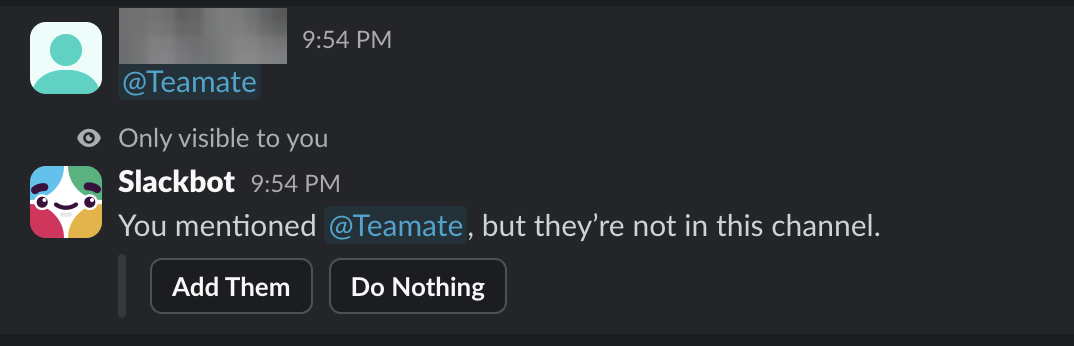 9:54 PM
@Teamate
Only visible to you
Slackbot 9:54 PM
You mentioned @Teamate, but they’re not in this channel.
Add Them Do Nothing